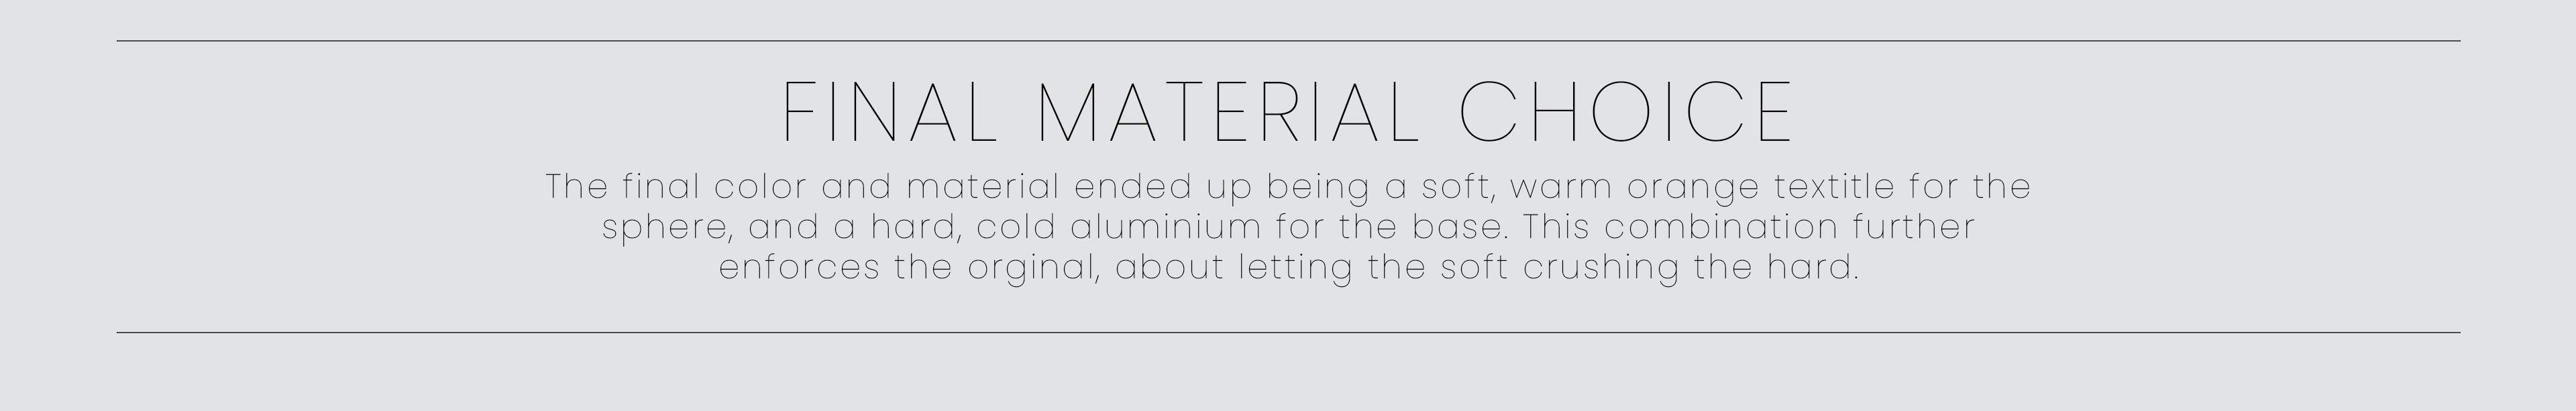 FINAL MATERIAL CHOICE
The final color and material ended up being a soft, warm orange textitle for the
sphere, and a hard, cold aluminium for the base. This combination further
enforces the orginal, about letting the soft crushing the hard.